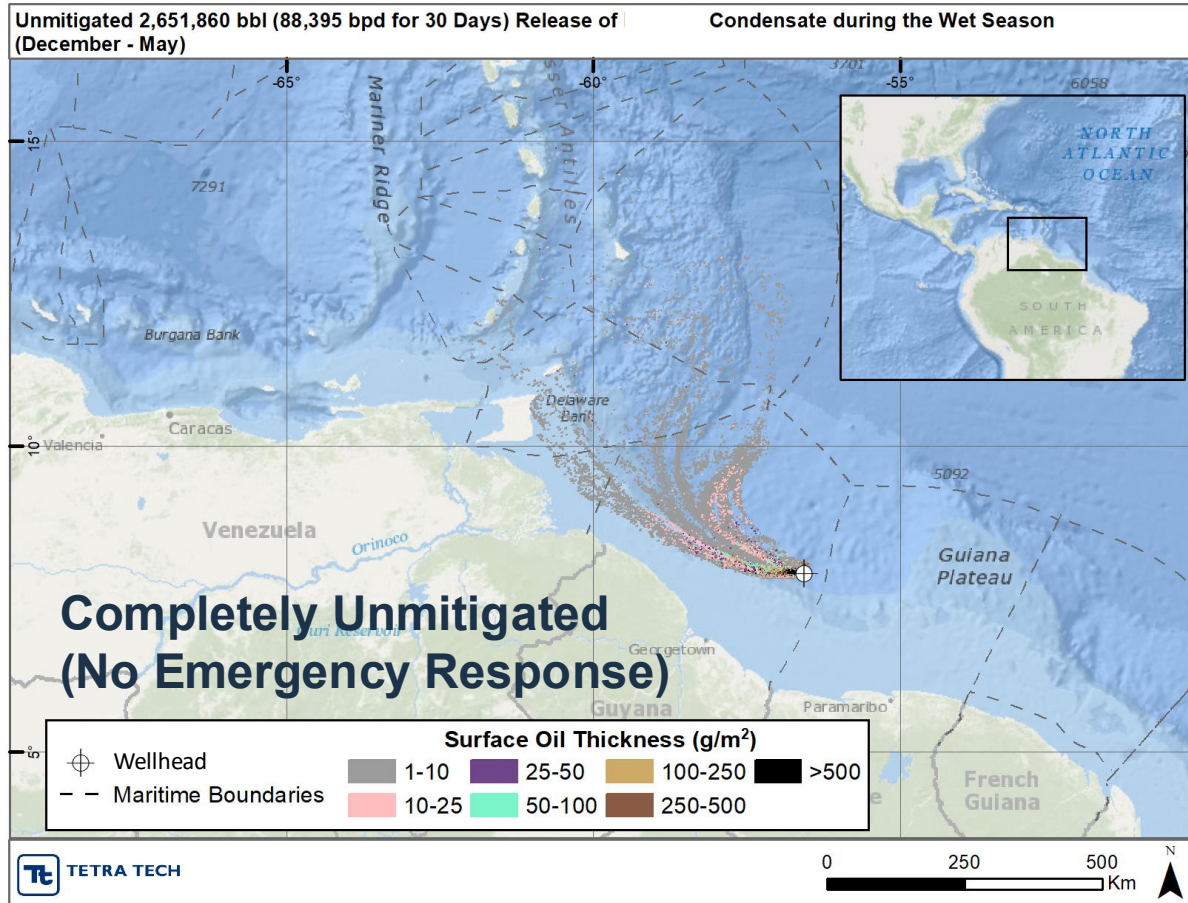 Unmitigated 2,651,860 bbl (88,395 bpd for 30 Days) Release of
Condensate during the Wet Season
(December - May)
-65°
-60°
-55°
3701
6058
15°
10°
5°
Mariner Ridge
Antilles
7291
NORTH
ATLANTIC
OCEAN
SOUTH
AMERICA
Burgana Bank
Delaware
Bank
Caracas
Valencia
5092
Venezuela
Orinoco
Guiana
Plateau
Completely Unmitigated
(No Emergency Response)
Reservoir
Georgetown
Guyana
Paramaribo
French
Guiana
Wellhead
Maritime Boundaries
Surface Oil Thickness (g/m²)
1-10
25-50
100-250
>500
10-25
50-100
250-500
Tt TETRA TECH
0 250 500
Km
N